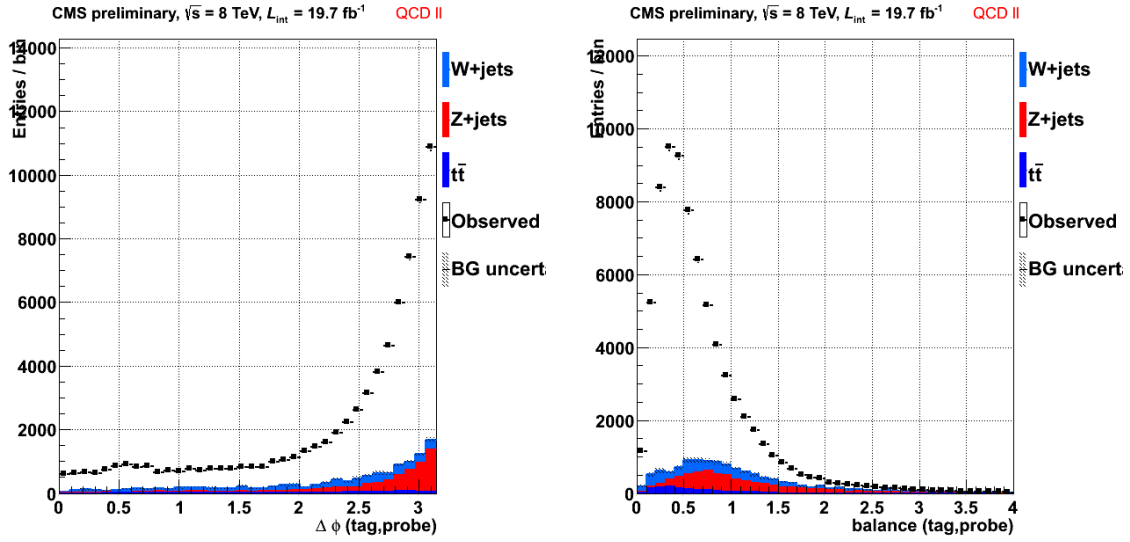 CMS preliminary, √s = 8 TeV, L_int = 19.7 fb⁻¹ QCD II
Entries / bin
14000
12000
10000
8000
6000
4000
2000
0
0 0.5 1 1.5 2 2.5 3
Δ ϕ (tag,probe)
W+jets
Z+jets
tt̄
Observed
BG uncerta
CMS preliminary, √s = 8 TeV, L_int = 19.7 fb⁻¹ QCD II
Entries / bin
12000
10000
8000
6000
4000
2000
0
0 0.5 1 1.5 2 2.5 3 3.5 4
balance (tag,probe)
W+jets
Z+jets
tt̄
Observed
BG uncerta